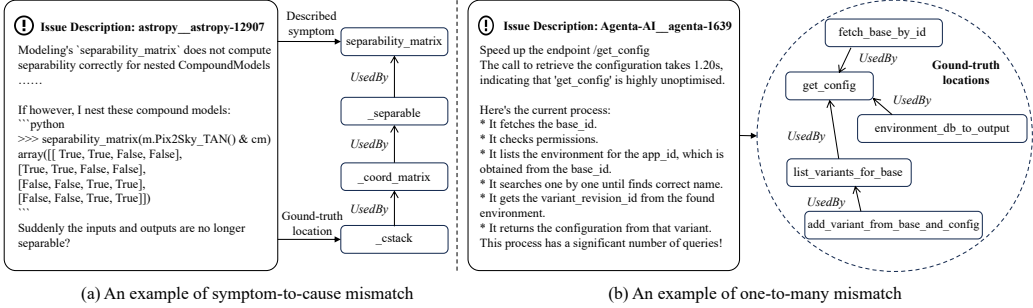 Issue Description: astropy__astropy-12907
Modeling's `separability_matrix` does not compute
separability correctly for nested CompoundModels
……
If however, I nest these compound models:
```python
>>> separability_matrix(m.Pix2Sky_TAN() & cm)
array([[ True, True, False, False],
[True, True, False, False],
[False, False, True, True],
[False, False, True, True]])
```
Suddenly the inputs and outputs are no longer
separable?
Described
symptom
Gound-truth
location
separability_matrix
UsedBy
_separable
UsedBy
_coord_matrix
UsedBy
_cstack
(a) An example of symptom-to-cause mismatch
Issue Description: Agenta-AI__agenta-1639
Speed up the endpoint /get_config
The call to retrieve the configuration takes 1.20s,
indicating that 'get_config' is highly unoptimised.
Here's the current process:
* It fetches the base_id.
* It checks permissions.
* It lists the environment for the app_id, which is
obtained from the base_id.
* It searches one by one until finds correct name.
* It gets the variant_revision_id from the found
environment.
* It returns the configuration from that variant.
This process has a significant number of queries!
fetch_base_by_id
UsedBy
Gound-truth
locations
get_config
UsedBy
environment_db_to_output
UsedBy
list_variants_for_base
UsedBy
add_variant_from_base_and_config
(b) An example of one-to-many mismatch